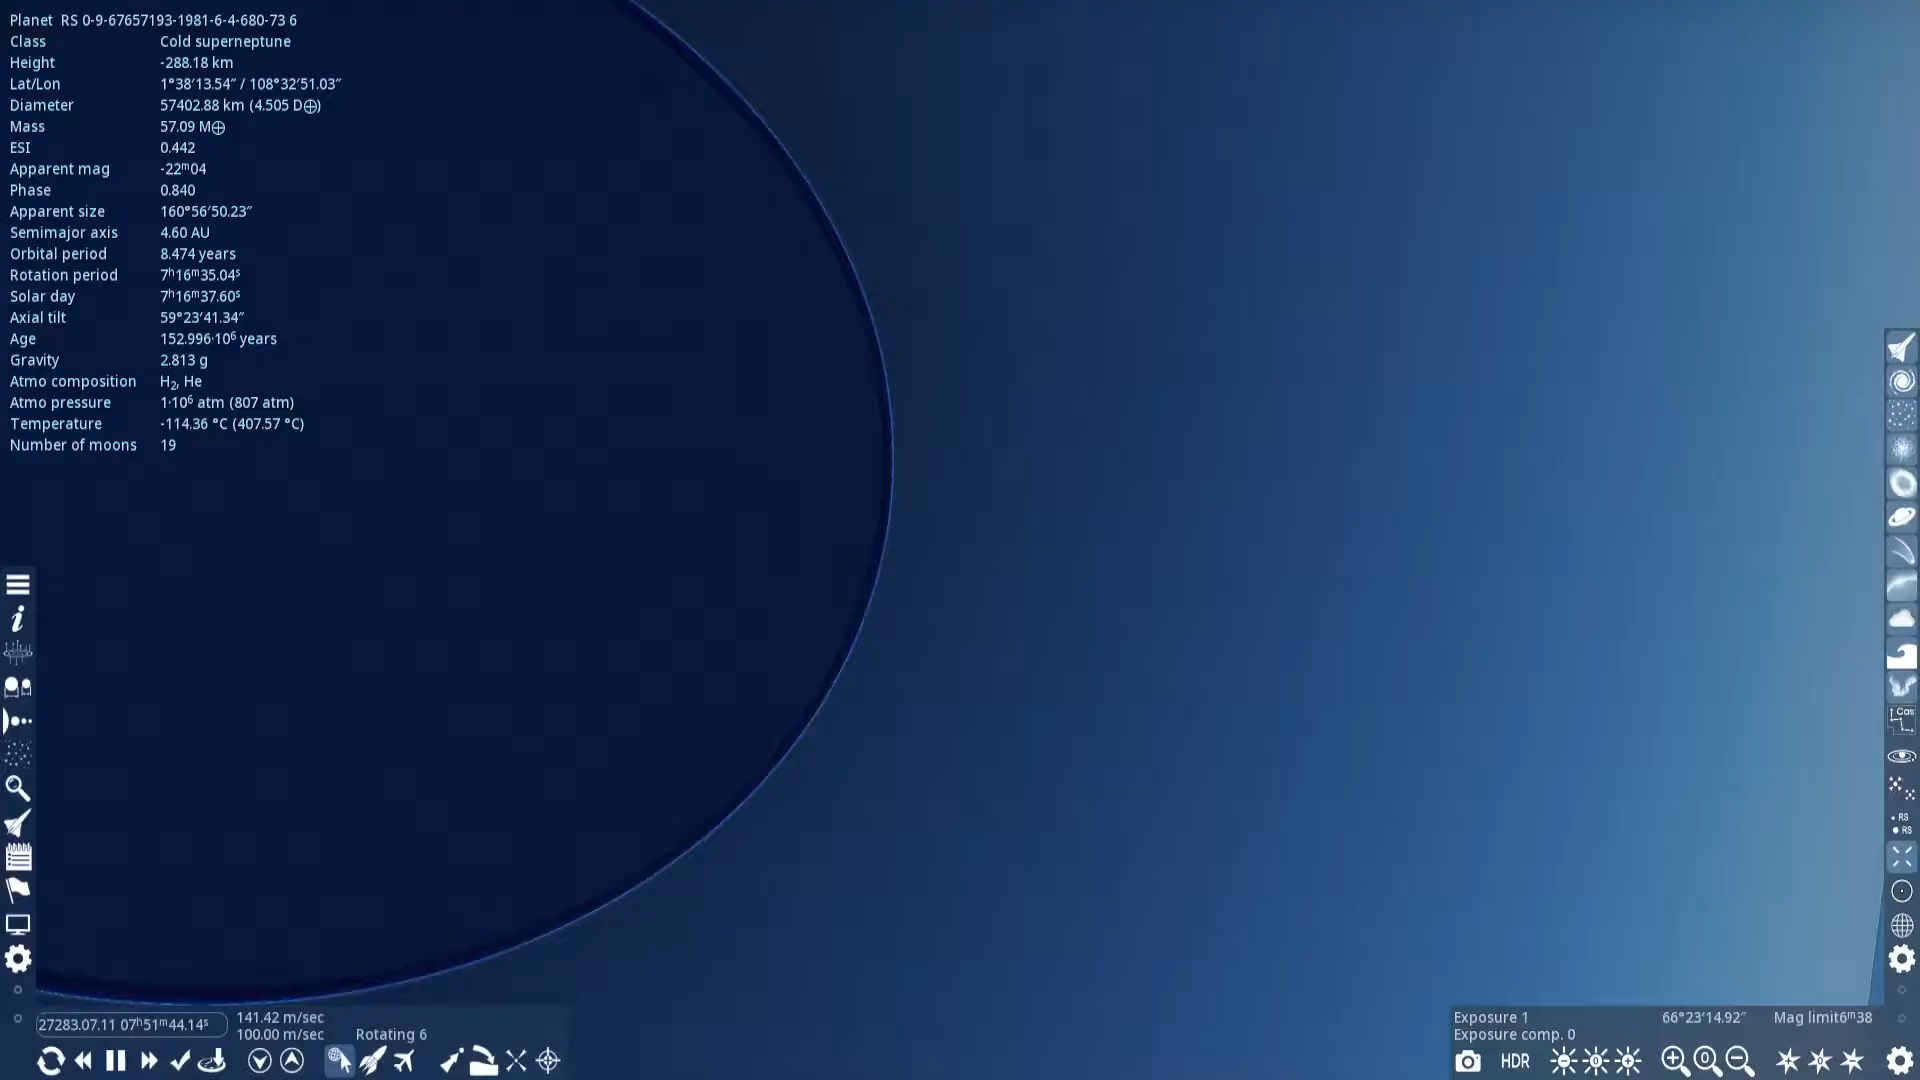 Planet RS 0-9-67657193-1981-6-4-680-73 6
Class Cold superneptune
Height -288.18 km
Lat/Lon 1°38′13.54″ / 108°32′51.03″
Diameter 57402.88 km (4.505 D⊕)
Mass 57.09 M⊕
ESI 0.442
Apparent mag -22ᵐ04
Phase 0.840
Apparent size 160°56′50.23″
Semimajor axis 4.60 AU
Orbital period 8.474 years
Rotation period 7ʰ16ᵐ35.04ˢ
Solar day 7ʰ16ᵐ37.60ˢ
Axial tilt 59°23′41.34″
Age 152.996·10⁶ years
Gravity 2.813 g
Atmo composition H₂, He
Atmo pressure 1·10⁶ atm (807 atm)
Temperature -114.36 °C (407.57 °C)
Number of moons 19
Cas
RS
RS
27283.07.11 07ʰ51ᵐ44.14ˢ
141.42 m/sec
100.00 m/sec
Rotating 6
Exposure 1
Exposure comp. 0
66°23′14.92″
Mag limit6ᵐ38
HDR
0